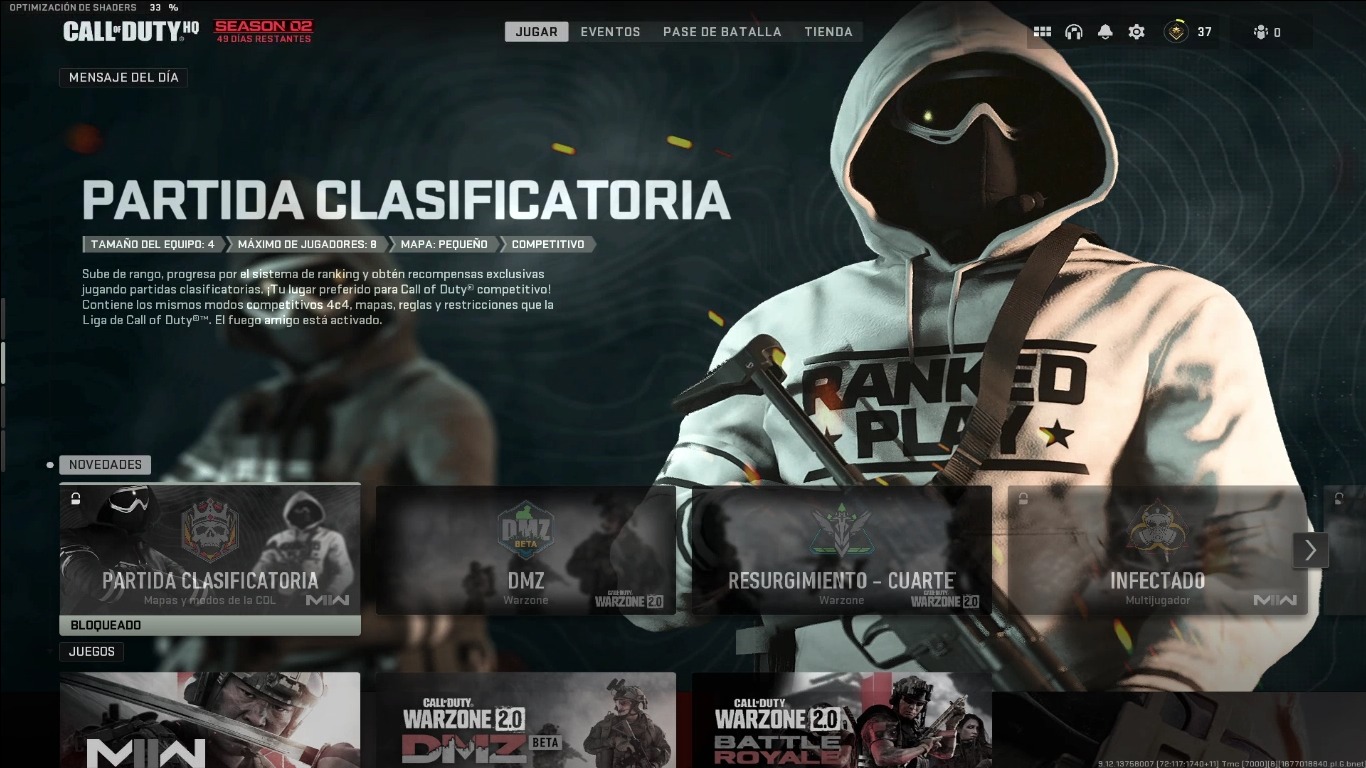 OPTIMIZACIÓN DE SHADERS 33 %
CALL OF DUTY HQ
SEASON 02
49 DÍAS RESTANTES
JUGAR
EVENTOS
PASE DE BATALLA
TIENDA
37
0
MENSAJE DEL DÍA
PARTIDA CLASIFICATORIA
TAMAÑO DEL EQUIPO: 4
MÁXIMO DE JUGADORES: 8
MAPA: PEQUEÑO
COMPETITIVO
Sube de rango, progresa por el sistema de ranking y obtén recompensas exclusivas
jugando partidas clasificatorias. ¡Tu lugar preferido para Call of Duty® competitivo!
Contiene los mismos modos competitivos 4c4, mapas, reglas y restricciones que la
Liga de Call of Duty®™. El fuego amigo está activado.
RANKED
PLAY
NOVEDADES
PARTIDA CLASIFICATORIA
Mapas y modos de la CDL
MW
BLOQUEADO
DMZ
BETA
DMZ
Warzone
CALL OF DUTY
WARZONE 2.0
RESURGIMIENTO - CUARTE
Warzone
CALL OF DUTY
WARZONE 2.0
INFECTADO
Multijugador
MW
JUEGOS
MW
CALL OF DUTY
WARZONE 2.0
DMZ BETA
CALL OF DUTY
WARZONE 2.0
BATTLE
ROYALE
9.12.13758007 [72:117:1740+11] Tmc [7000][8][1677018840.pl.G.bnet